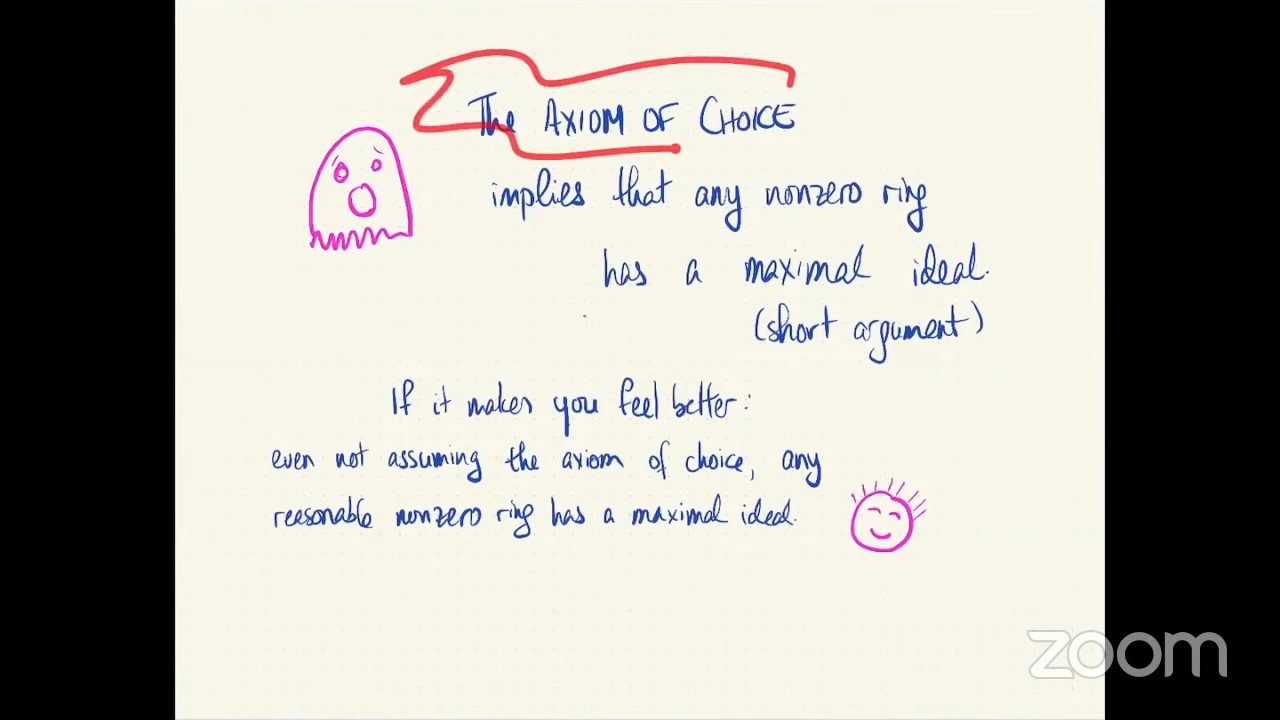 The AXIOM OF CHOICE
implies that any nonzero ring
has a maximal ideal.
(short argument)
If it makes you feel better:
even not assuming the axiom of choice, any
reasonable nonzero ring has a maximal ideal.
zoom